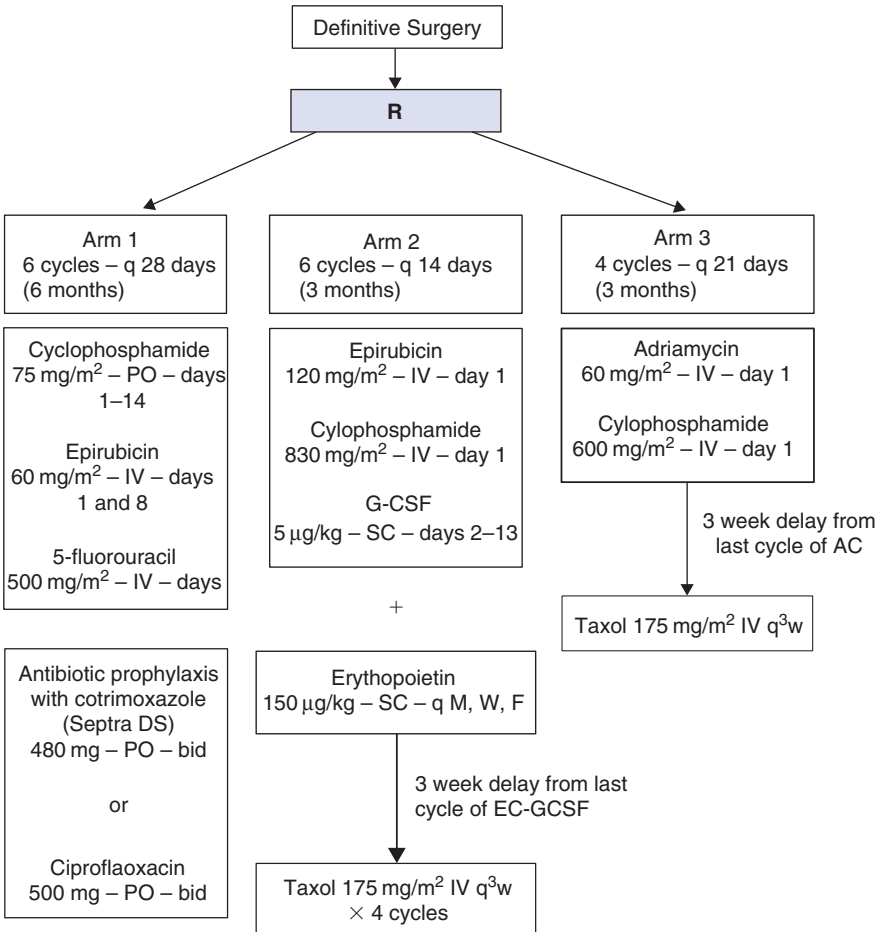 Definitive Surgery
R
Arm 1
6 cycles – q 28 days
(6 months)
Cyclophosphamide
75 mg/m² – PO – days
1–14
Epirubicin
60 mg/m² – IV – days
1 and 8
5-fluorouracil
500 mg/m² – IV – days
Antibiotic prophylaxis
with cotrimoxazole
(Septra DS)
480 mg – PO – bid
or
Ciproflaoxacin
500 mg – PO – bid
Arm 2
6 cycles – q 14 days
(3 months)
Epirubicin
120 mg/m² – IV – day 1
Cylophosphamide
830 mg/m² – IV – day 1
G-CSF
5 µg/kg – SC – days 2–13
+
Erythopoietin
150 µg/kg – SC – q M, W, F
3 week delay from last
cycle of EC-GCSF
Taxol 175 mg/m² IV q³w
× 4 cycles
Arm 3
4 cycles – q 21 days
(3 months)
Adriamycin
60 mg/m² – IV – day 1
Cylophosphamide
600 mg/m² – IV – day 1
3 week delay from
last cycle of AC
Taxol 175 mg/m² IV q³w